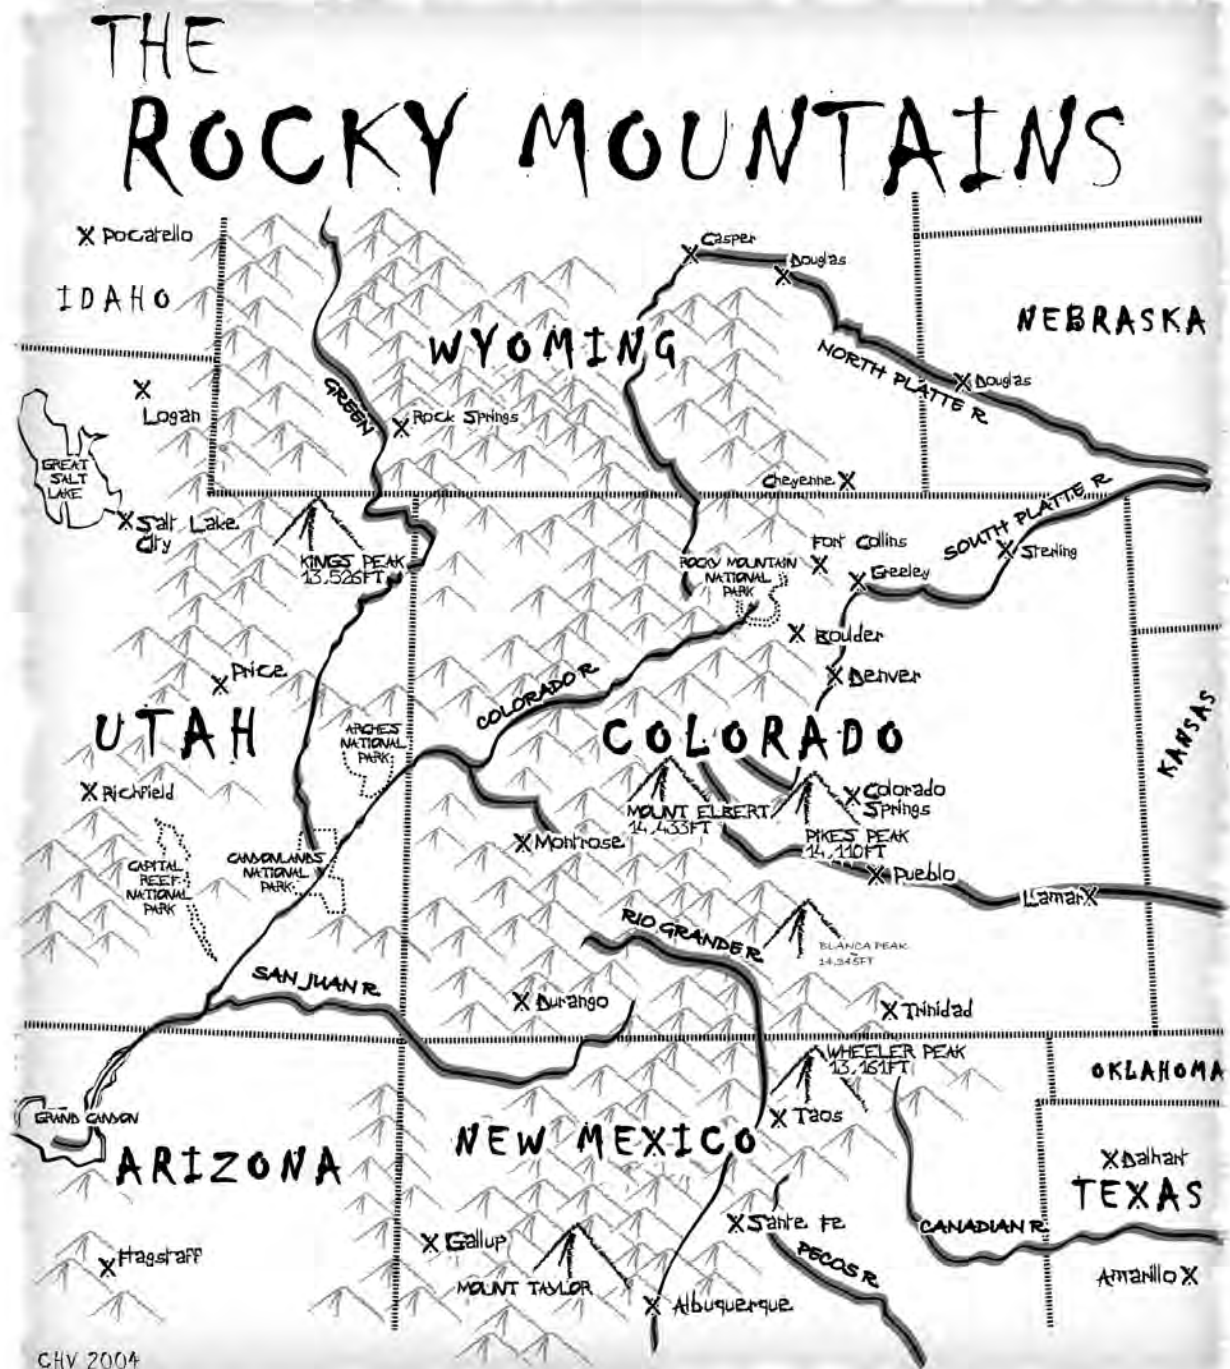 THE
ROCKY MOUNTAINS
Pocatello
Casper
Douglas
IDAHO
NEBRASKA
WYOMING
NORTH PLATTE R
GREEN
Douglas
Logan
Rock Springs
GREAT
SALT
LAKE
Cheyenne
SOUTH PLATTE R
Salt Lake
City
KINGS PEAK
13,526FT
Fort Collins
Sterling
ROCKY MOUNTAIN
NATIONAL
PARK
Greeley
Boulder
Price
Denver
COLORADO R
UTAH
ARCHES
NATIONAL
PARK
COLORADO
KANSAS
Richfield
Colorado
Springs
MOUNT ELBERT
14,433FT
PIKES PEAK
14,110FT
Montrose
CANYONLANDS
NATIONAL
PARK
CAPITAL
REEF
NATIONAL
PARK
Pueblo
Lamar
RIO GRANDE R
BLANCA PEAK
14,345FT
SAN JUAN R
Durango
Trinidad
WHEELER PEAK
13,161FT
OKLAHOMA
GRAND CANYON
Taos
NEW MEXICO
ARIZONA
Dalhart
TEXAS
Sante Fe
CANADIAN R
Gallup
Flagstaff
PECOS R
MOUNT TAYLOR
Amarillo
Albuquerque
CHV 2004